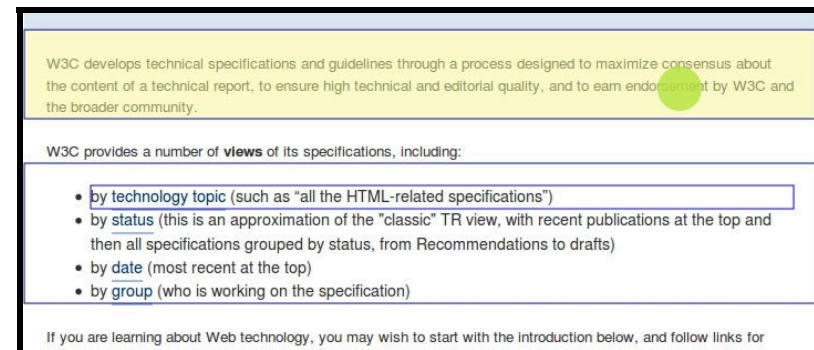 W3C develops technical specifications and guidelines through a process designed to maximize consensus about
the content of a technical report, to ensure high technical and editorial quality, and to earn endorsement by W3C and
the broader community.
W3C provides a number of views of its specifications, including:
• by technology topic (such as “all the HTML-related specifications”)
• by status (this is an approximation of the "classic" TR view, with recent publications at the top and
then all specifications grouped by status, from Recommendations to drafts)
• by date (most recent at the top)
• by group (who is working on the specification)
If you are learning about Web technology, you may wish to start with the introduction below, and follow links for